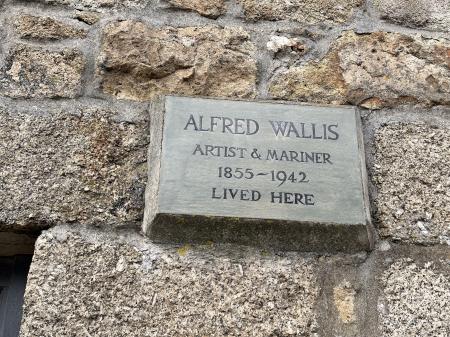 ALFRED WALLIS
ARTIST & MARINER
1855~1942
LIVED HERE